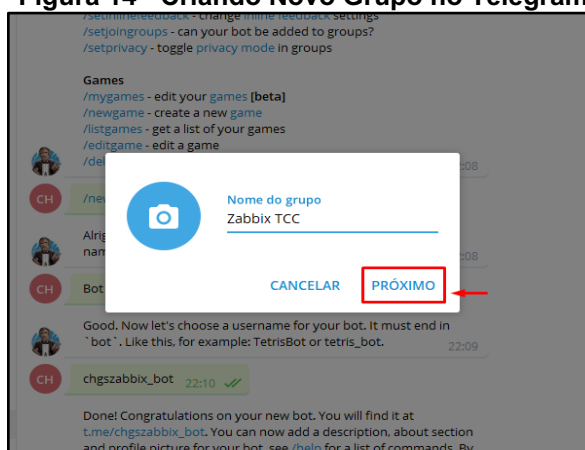 Figura 14 - Criando Novo Grupo no Telegram
/setinlinefeedback - change inline feedback settings
/setjoingroups - can your bot be added to groups?
/setprivacy - toggle privacy mode in groups
Games
/mygames - edit your games [beta]
/newgame - create a new game
/listgames - get a list of your games
/editgame - edit a game
/del
:08
CH
/ne
Nome do grupo
Zabbix TCC
Alrig
nam
:08
CANCELAR PRÓXIMO
CH
Bot
Good. Now let's choose a username for your bot. It must end in
`bot`. Like this, for example: TetrisBot or tetris_bot.
22:09
CH
chgszabbix_bot 22:10
Done! Congratulations on your new bot. You will find it at
t.me/chgszabbix_bot. You can now add a description, about section
and profile picture for your bot, see /help for a list of commands. By